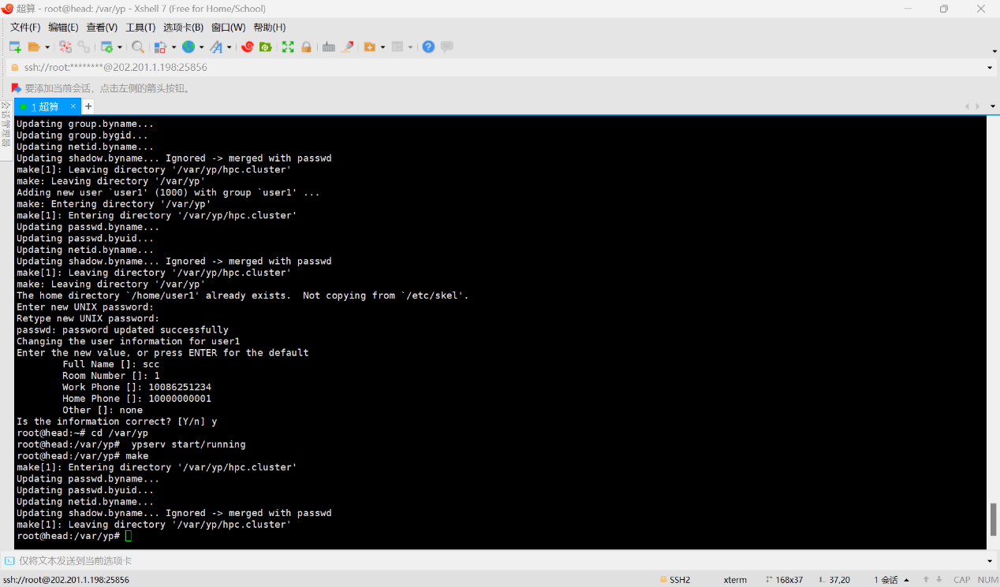 超算 - root@head: /var/yp - Xshell 7 (Free for Home/School)
文件(F) 编辑(E) 查看(V) 工具(T) 选项卡(B) 窗口(W) 帮助(H)
ssh://root:********@202.201.1.198:25856
要添加当前会话，点击左侧的箭头按钮。
会话管理器
1 超算 × +
Updating group.byname...
Updating group.bygid...
Updating netid.byname...
Updating shadow.byname... Ignored -> merged with passwd
make[1]: Leaving directory '/var/yp/hpc.cluster'
make: Leaving directory '/var/yp'
Adding new user `user1' (1000) with group `user1' ...
make: Entering directory '/var/yp'
make[1]: Entering directory '/var/yp/hpc.cluster'
Updating passwd.byname...
Updating passwd.byuid...
Updating netid.byname...
Updating shadow.byname... Ignored -> merged with passwd
make[1]: Leaving directory '/var/yp/hpc.cluster'
make: Leaving directory '/var/yp'
The home directory `/home/user1' already exists.  Not copying from `/etc/skel'.
Enter new UNIX password:
Retype new UNIX password:
passwd: password updated successfully
Changing the user information for user1
Enter the new value, or press ENTER for the default
        Full Name []: scc
        Room Number []: 1
        Work Phone []: 10086251234
        Home Phone []: 10000000001
        Other []: none
Is the information correct? [Y/n] y
root@head:~# cd /var/yp
root@head:/var/yp#  ypserv start/running
root@head:/var/yp# make
make[1]: Entering directory '/var/yp/hpc.cluster'
Updating passwd.byname...
Updating passwd.byuid...
Updating netid.byname...
Updating shadow.byname... Ignored -> merged with passwd
make[1]: Leaving directory '/var/yp/hpc.cluster'
root@head:/var/yp#
仅将文本发送到当前选项卡
ssh://root@202.201.1.198:25856 SSH2 xterm 168x37 37,20 1 会话 CAP NUM